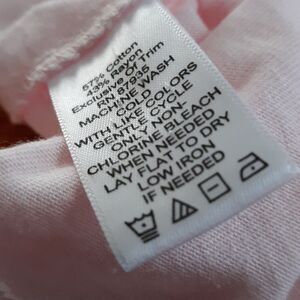 57% Cotton
43% Rayon
Exclusive Of Trim
RN 87935
MACHINE WASH
COLD
WITH LIKE COLORS
GENTLE CYCLE
ONLY NON.
CHLORINE BLEACH
WHEN NEEDED
LAY FLAT TO DRY
LOW IRON
IF NEEDED